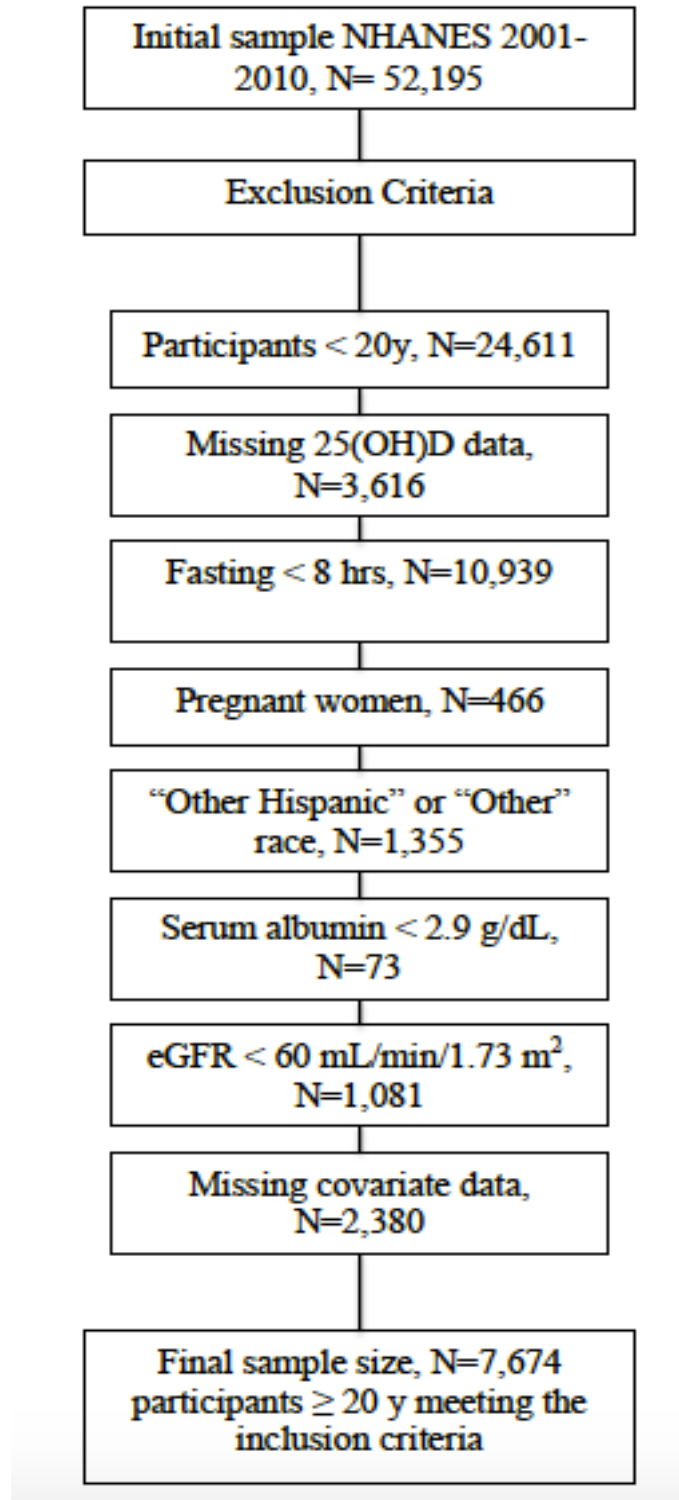 Initial sample NHANES 2001-
2010, N= 52,195
Exclusion Criteria
Participants < 20y, N=24,611
Missing 25(OH)D data,
N=3,616
Fasting < 8 hrs, N=10,939
Pregnant women, N=466
“Other Hispanic” or “Other”
race, N=1,355
Serum albumin < 2.9 g/dL,
N=73
eGFR < 60 mL/min/1.73 m²,
N=1,081
Missing covariate data,
N=2,380
Final sample size, N=7,674
participants ≥ 20 y meeting the
inclusion criteria